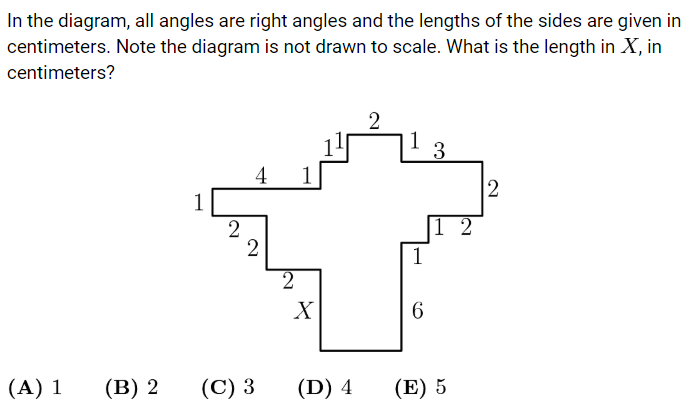 In the diagram, all angles are right angles and the lengths of the sides are given in
centimeters. Note the diagram is not drawn to scale. What is the length in X, in
centimeters?
2
1 1 1 3
4 1 2
1
2 1 2
2 1
2
X 6
(A) 1 (B) 2 (C) 3 (D) 4 (E) 5